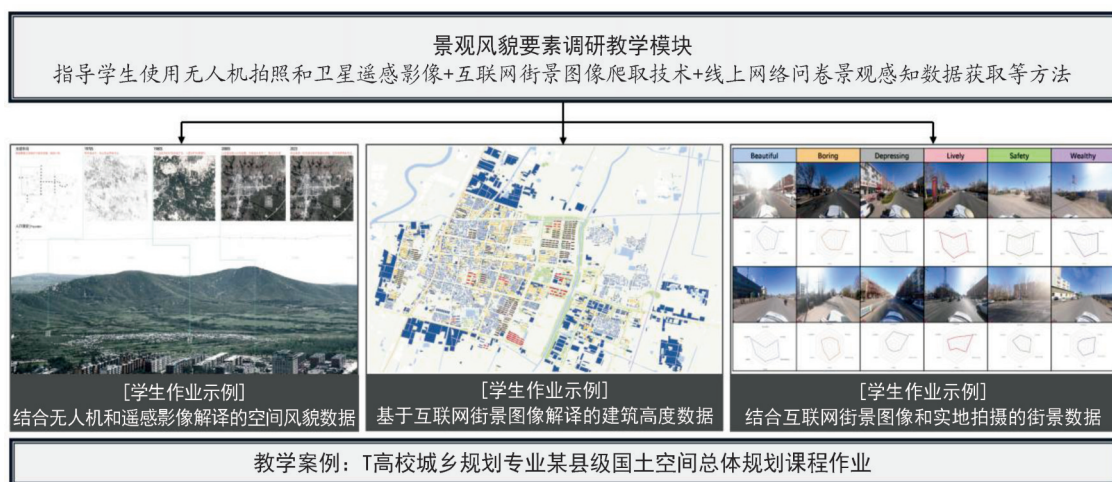 景观风貌要素调研教学模块
指导学生使用无人机拍照和卫星遥感影像+互联网街景图像爬取技术+线上网络问卷景观感知数据获取等方法
Beautiful
Boring
Depressing
Lively
Safety
Wealthy
[学生作业示例]
结合无人机和遥感影像解译的空间风貌数据
[学生作业示例]
基于互联网街景图像解译的建筑高度数据
[学生作业示例]
结合互联网街景图像和实地拍摄的街景数据
教学案例：T高校城乡规划专业某县级国土空间总体规划课程作业